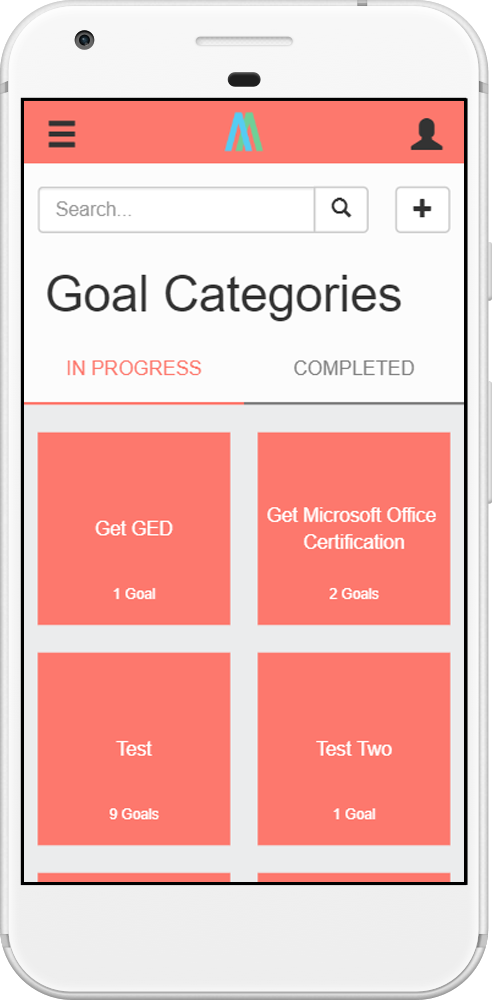 Search...
Goal Categories
IN PROGRESS
COMPLETED
Get GED
1 Goal
Get Microsoft Office
Certification
2 Goals
Test
9 Goals
Test Two
1 Goal